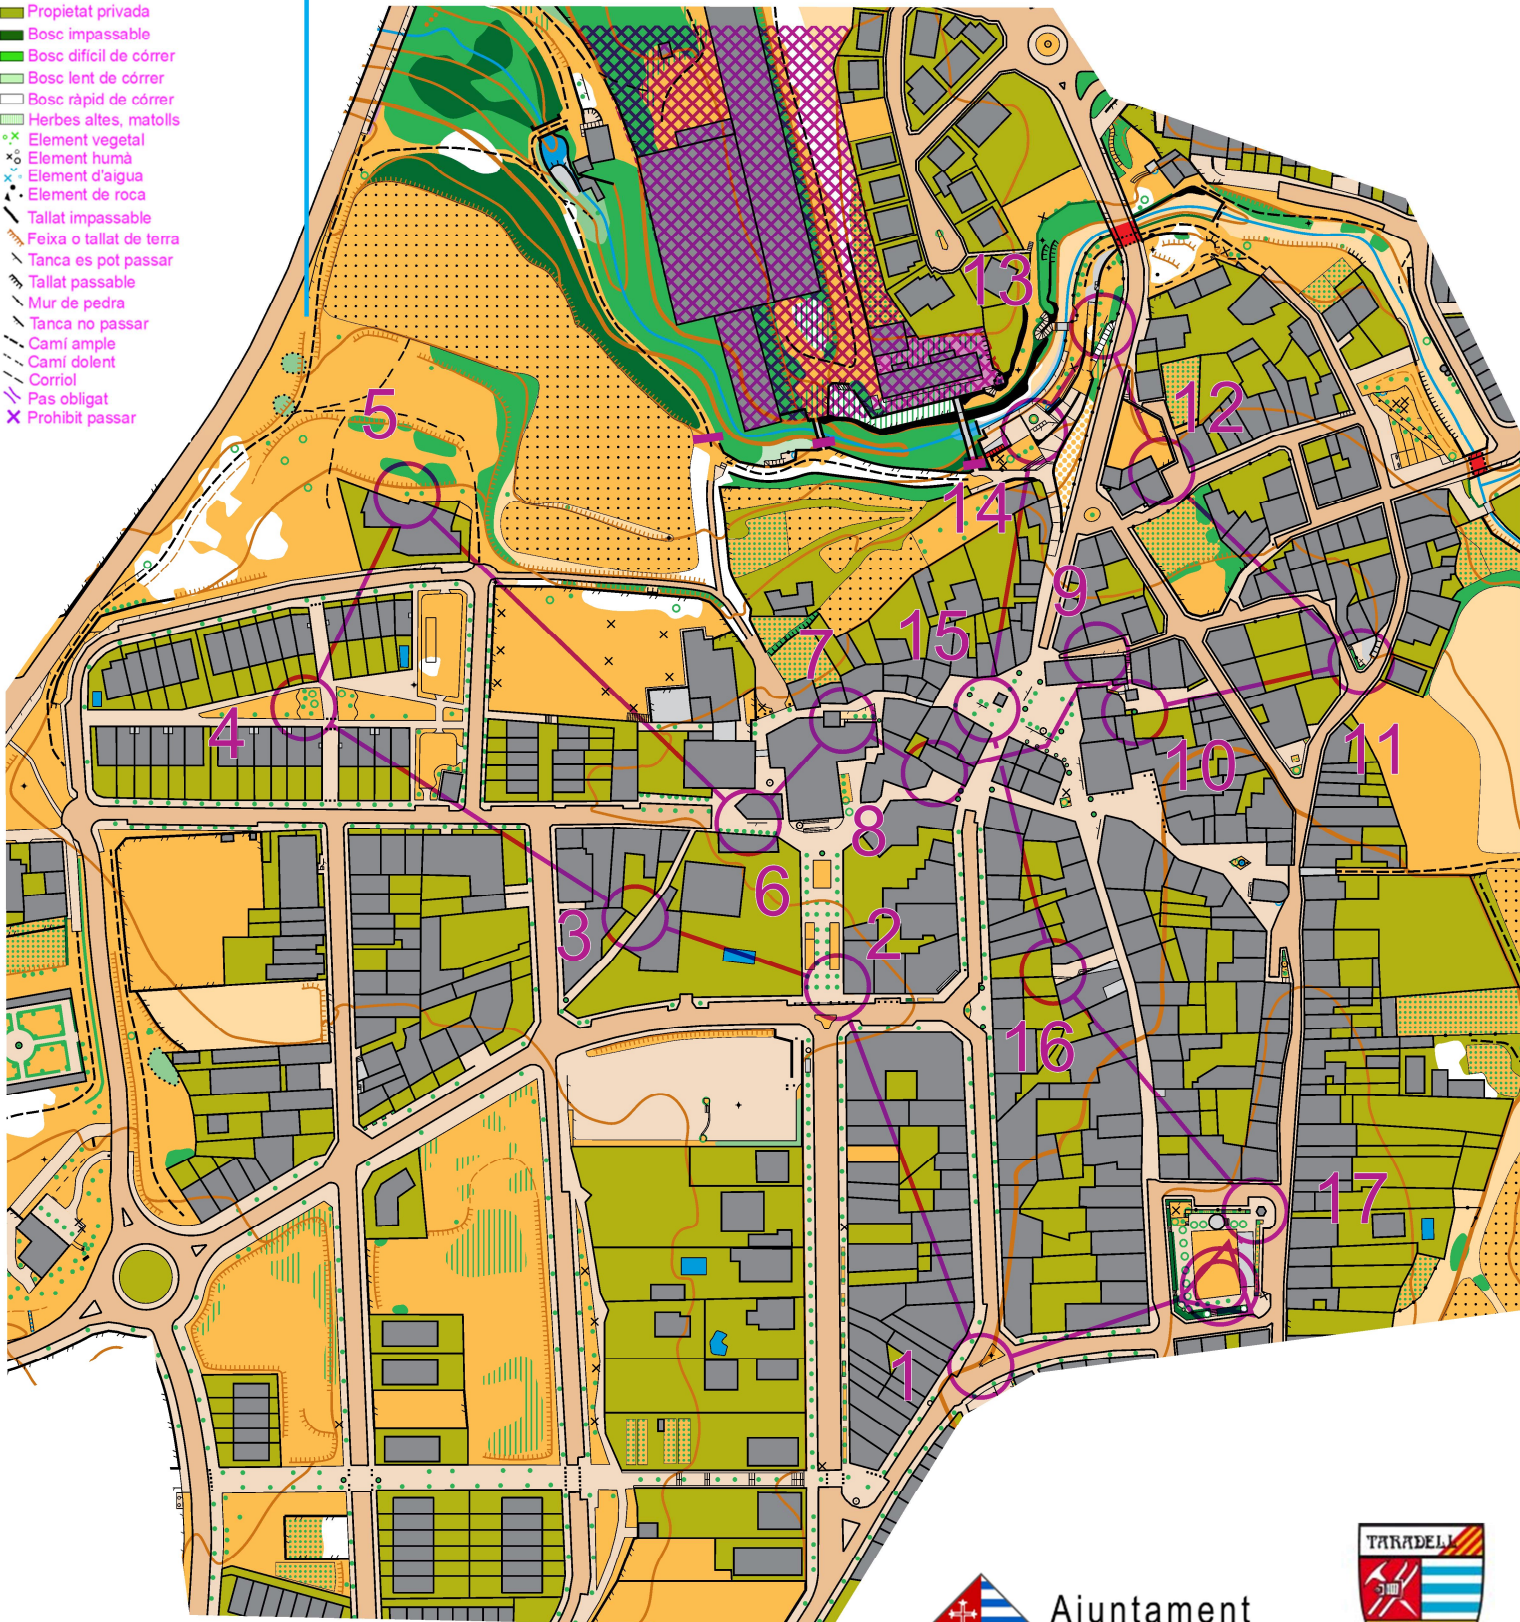 Propietat privada
Bosc impassable
Bosc difícil de córrer
Bosc lent de córrer
Bosc ràpid de córrer
Herbes altes, matolls
Element vegetal
Element humà
Element d'aigua
Element de roca
Tallat impassable
Feixa o tallat de terra
Tanca es pot passar
Tallat passable
Mur de pedra
Tanca no passar
Camí ample
Camí dolent
Corriol
Pas obligat
Prohibit passar
13
5
12
14
9
15
7
4
11
10
8
6
3
2
16
17
1
TARADELL
Ajuntament